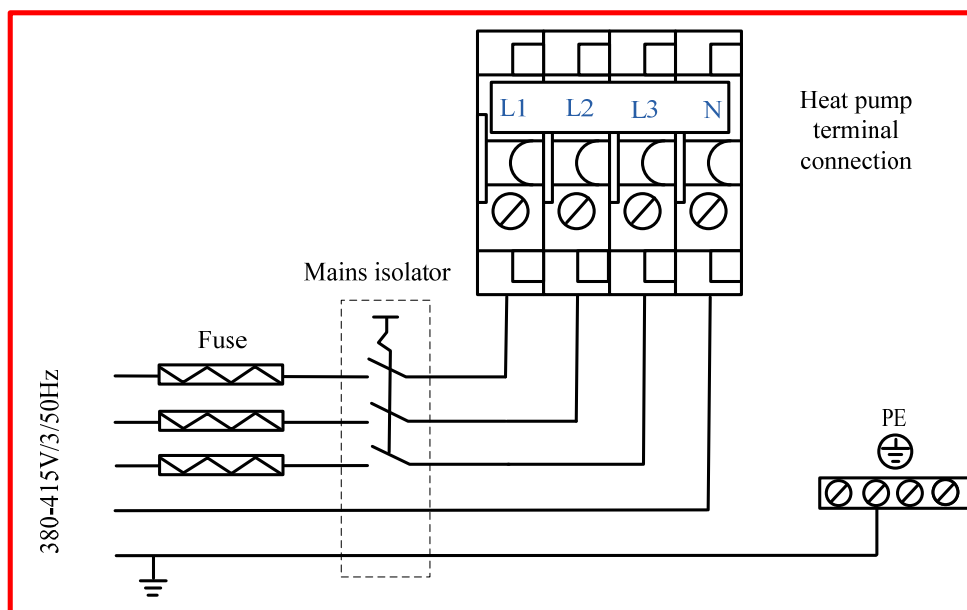 L1 L2 L3 N
Heat pump
terminal
connection
Mains isolator
Fuse
380-415V/3/50Hz
PE